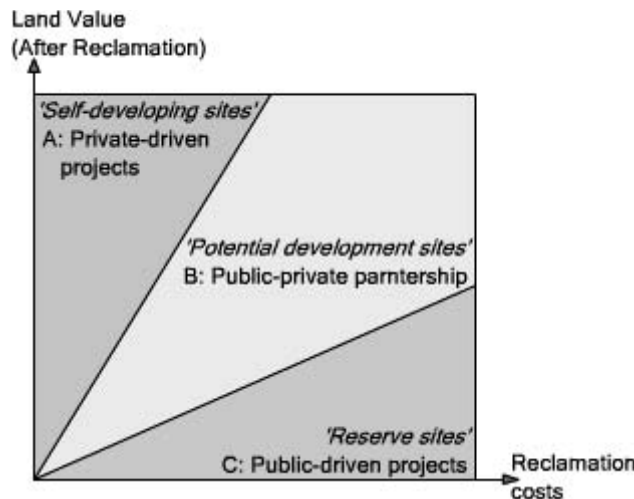 Land Value
(After Reclamation)
'Self-developing sites'
A: Private-driven
projects
'Potential development sites'
B: Public-private parntership
'Reserve sites'
C: Public-driven projects
Reclamation
costs